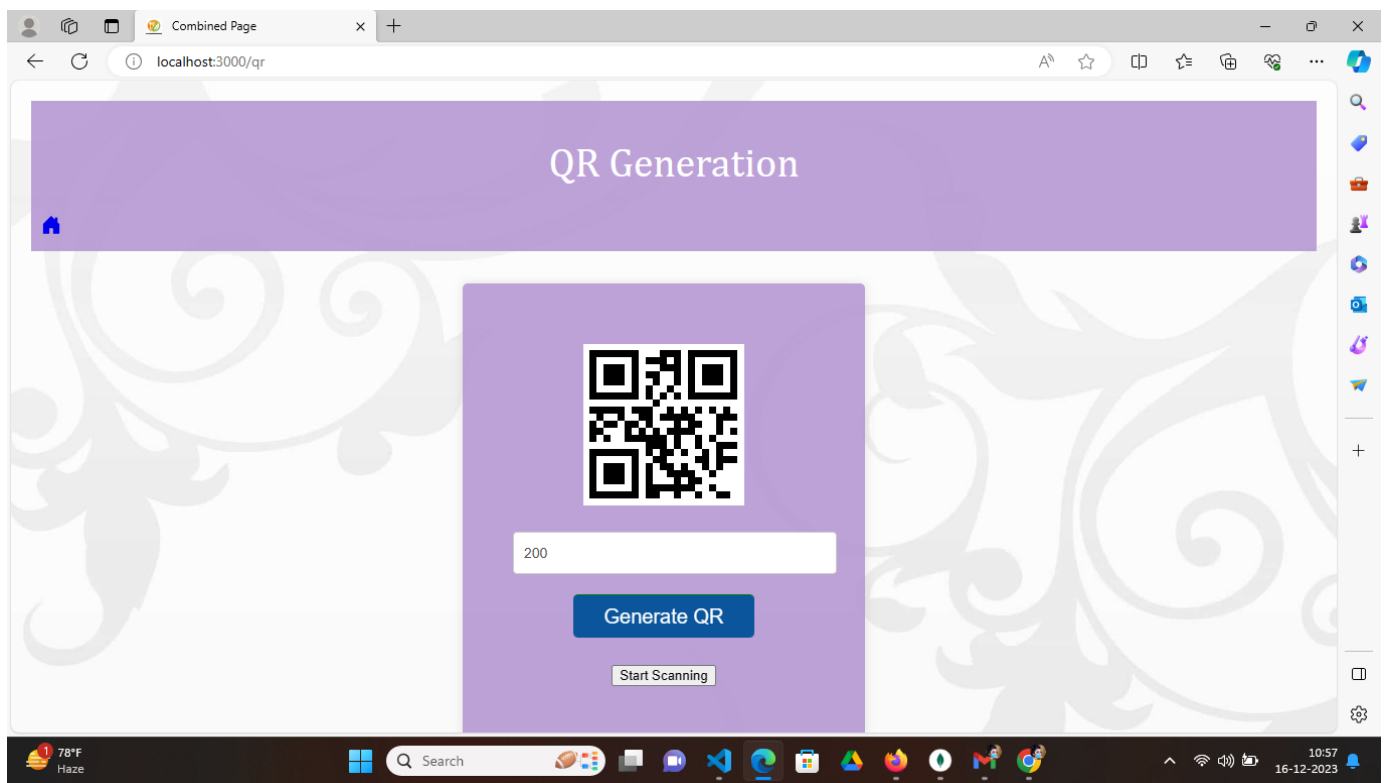 Combined Page
localhost:3000/qr
QR Generation
200
Generate QR
Start Scanning
1
78°F
Haze
Search
10:57
16-12-2023